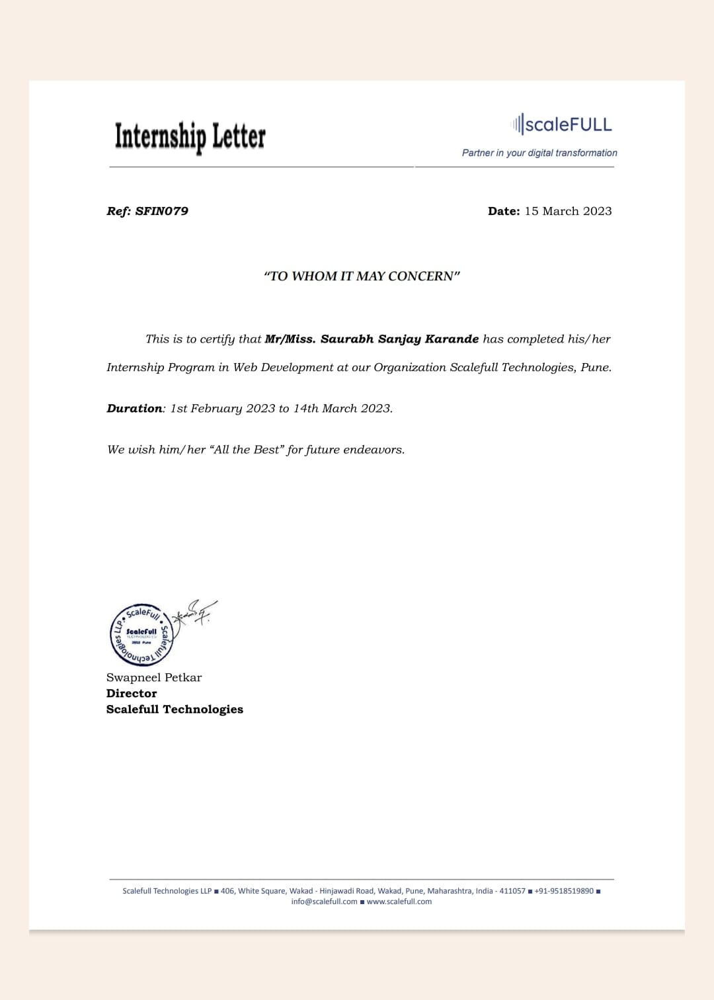 Internship Letter
scaleFULL
Partner in your digital transformation
Ref: SFIN079
Date: 15 March 2023
“TO WHOM IT MAY CONCERN”
This is to certify that Mr/Miss. Saurabh Sanjay Karande has completed his/her
Internship Program in Web Development at our Organization Scalefull Technologies, Pune.
Duration: 1st February 2023 to 14th March 2023.
We wish him/her “All the Best” for future endeavors.
ScaleFull • Scalefull Technologies LLP •
ScaleFull
TECHNOLOGIES
Pune
Swapneel Petkar
Director
Scalefull Technologies
Scalefull Technologies LLP ■ 406, White Square, Wakad - Hinjawadi Road, Wakad, Pune, Maharashtra, India - 411057 ■ +91-9518519890 ■
info@scalefull.com ■ www.scalefull.com